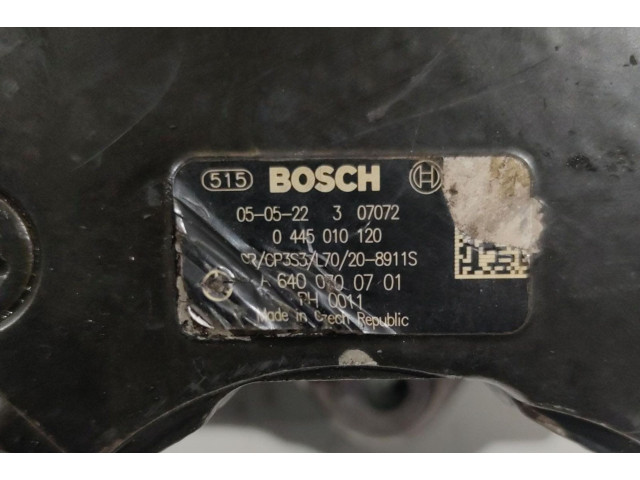 515 BOSCH
05-05-22 3 07072
0 445 010 120
CR/CP3S3/L70/20-8911S
A 640 070 07 01
PH 0011
Made in Czech Republic